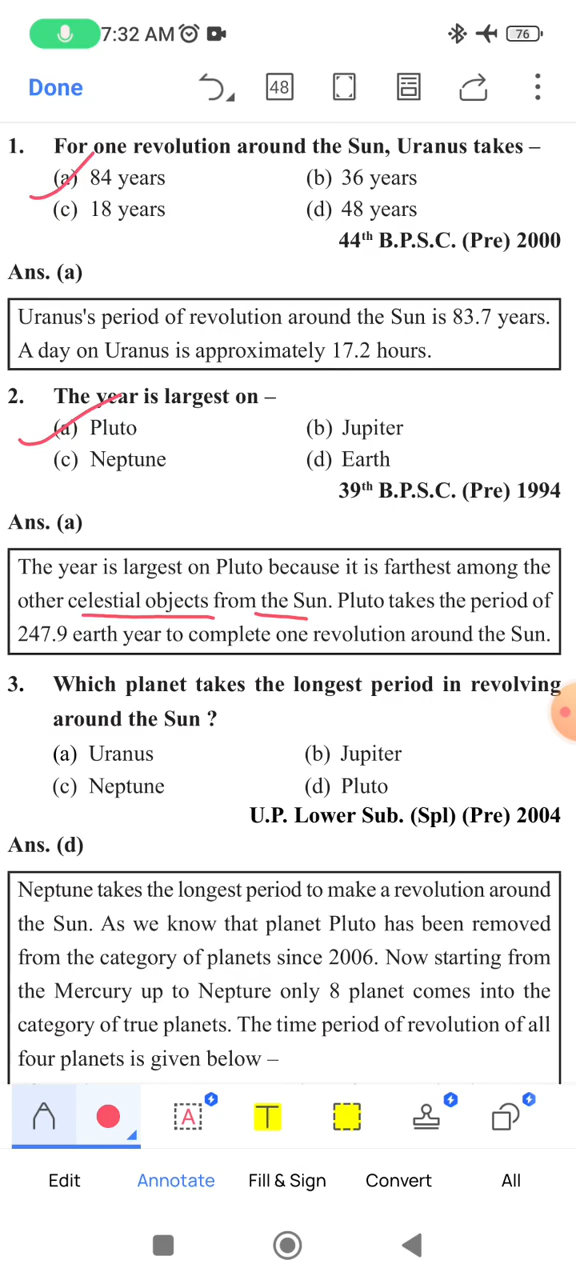 7:32 AM
76
Done
48
1. For one revolution around the Sun, Uranus takes –
(a) 84 years (b) 36 years
(c) 18 years (d) 48 years
44th B.P.S.C. (Pre) 2000
Ans. (a)
Uranus's period of revolution around the Sun is 83.7 years.
A day on Uranus is approximately 17.2 hours.
2. The year is largest on –
(a) Pluto (b) Jupiter
(c) Neptune (d) Earth
39th B.P.S.C. (Pre) 1994
Ans. (a)
The year is largest on Pluto because it is farthest among the
other celestial objects from the Sun. Pluto takes the period of
247.9 earth year to complete one revolution around the Sun.
3. Which planet takes the longest period in revolving
around the Sun ?
(a) Uranus (b) Jupiter
(c) Neptune (d) Pluto
U.P. Lower Sub. (Spl) (Pre) 2004
Ans. (d)
Neptune takes the longest period to make a revolution around
the Sun. As we know that planet Pluto has been removed
from the category of planets since 2006. Now starting from
the Mercury up to Nepture only 8 planet comes into the
category of true planets. The time period of revolution of all
four planets is given below –
A T
Edit Annotate Fill & Sign Convert All